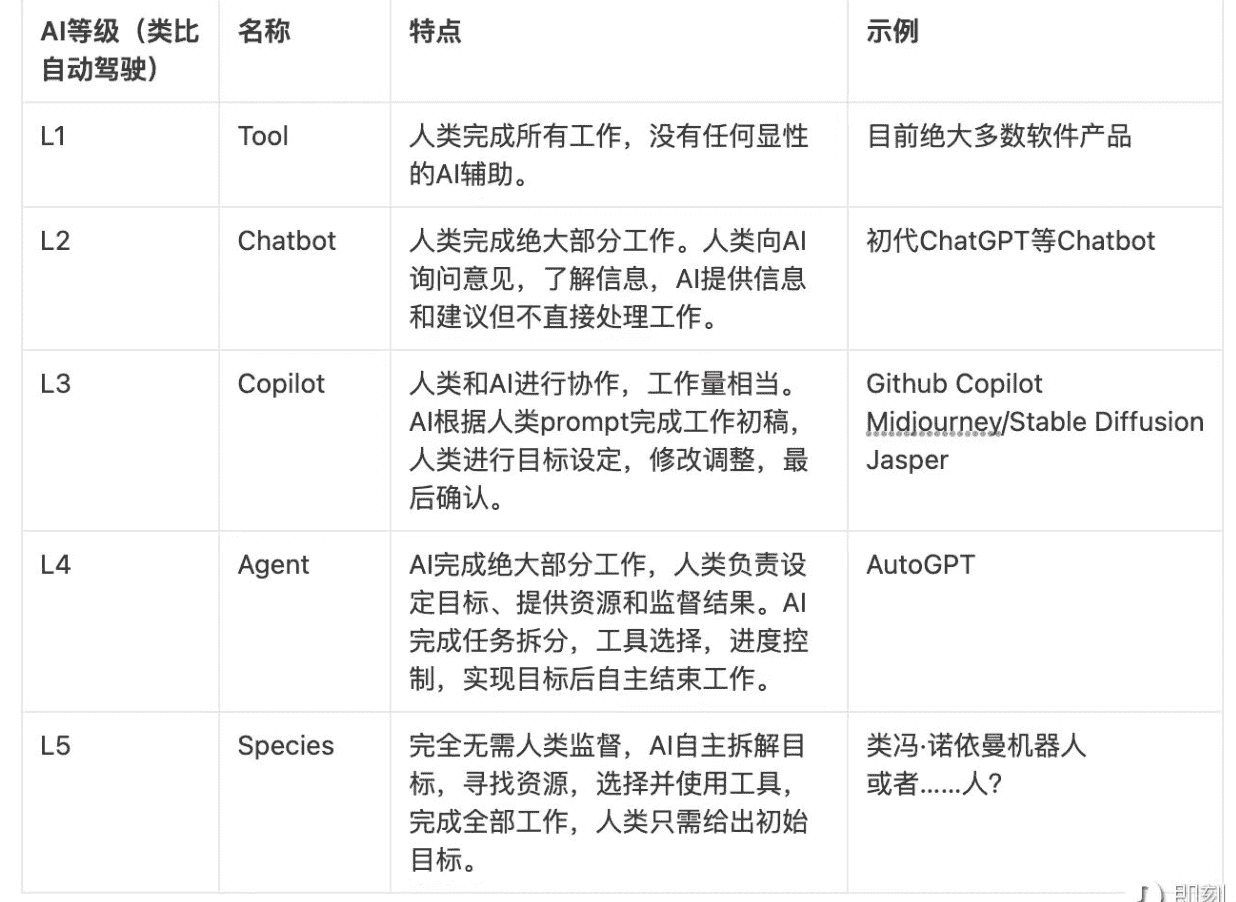 AI等级（类比
自动驾驶）
名称
特点
示例
L1
Tool
人类完成所有工作，没有任何显性
的AI辅助。
目前绝大多数软件产品
L2
Chatbot
人类完成绝大部分工作。人类向AI
询问意见，了解信息，AI提供信息
和建议但不直接处理工作。
初代ChatGPT等Chatbot
L3
Copilot
人类和AI进行协作，工作量相当。
AI根据人类prompt完成工作初稿，
人类进行目标设定，修改调整，最
后确认。
Github Copilot
Midjourney/Stable Diffusion
Jasper
L4
Agent
AI完成绝大部分工作，人类负责设
定目标、提供资源和监督结果。AI
完成任务拆分，工具选择，进度控
制，实现目标后自主结束工作。
AutoGPT
L5
Species
完全无需人类监督，AI自主拆解目
标，寻找资源，选择并使用工具，
完成全部工作，人类只需给出初始
目标。
类冯·诺依曼机器人
或者……人？
即刻